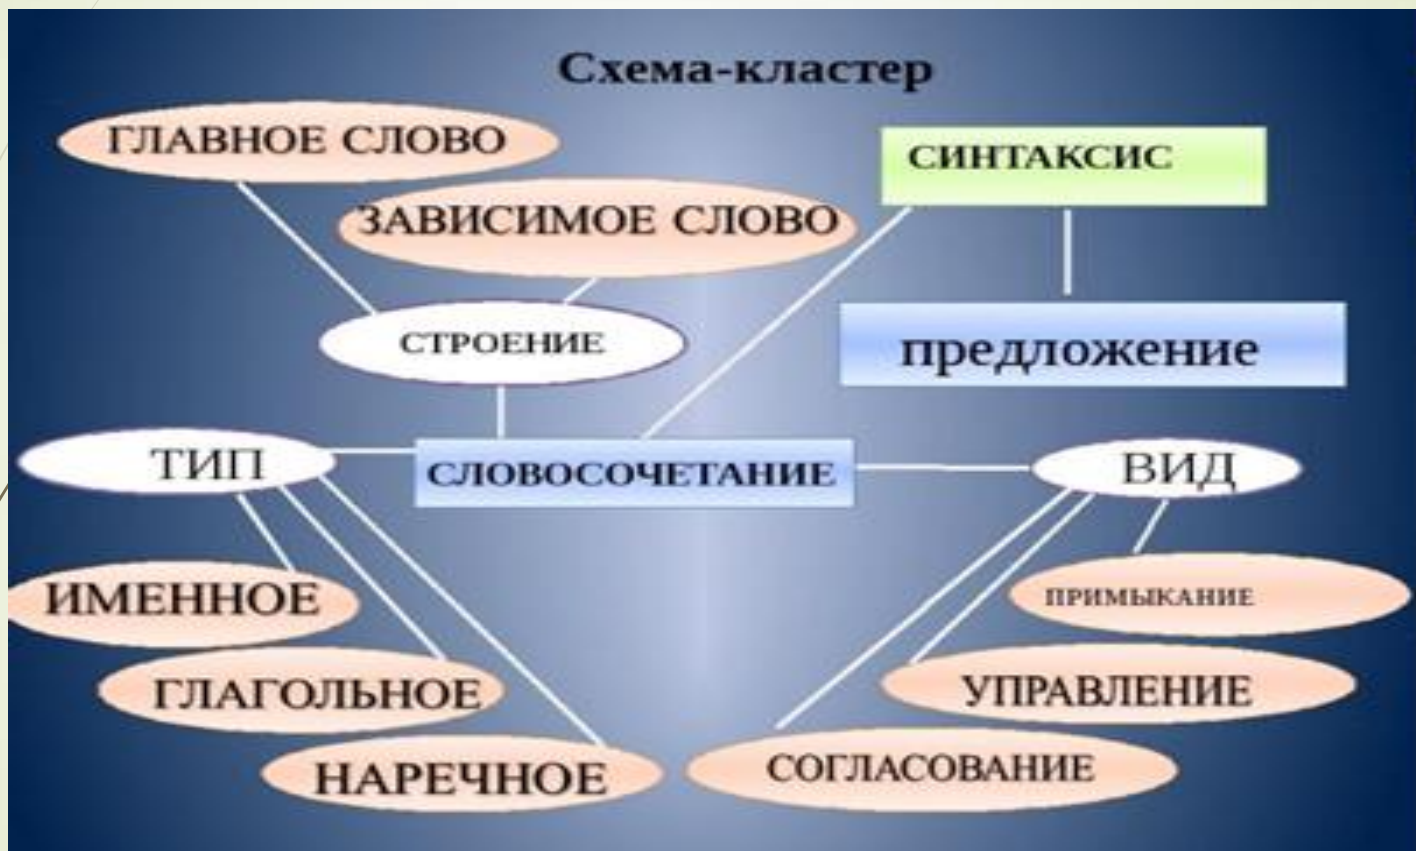 Схема-кластер
ГЛАВНОЕ СЛОВО
СИНТАКСИС
ЗАВИСИМОЕ СЛОВО
СТРОЕНИЕ
предложение
ТИП
СЛОВОСОЧЕТАНИЕ
ВИД
ИМЕННОЕ
ПРИМЫКАНИЕ
ГЛАГОЛЬНОЕ
УПРАВЛЕНИЕ
НАРЕЧНОЕ
СОГЛАСОВАНИЕ